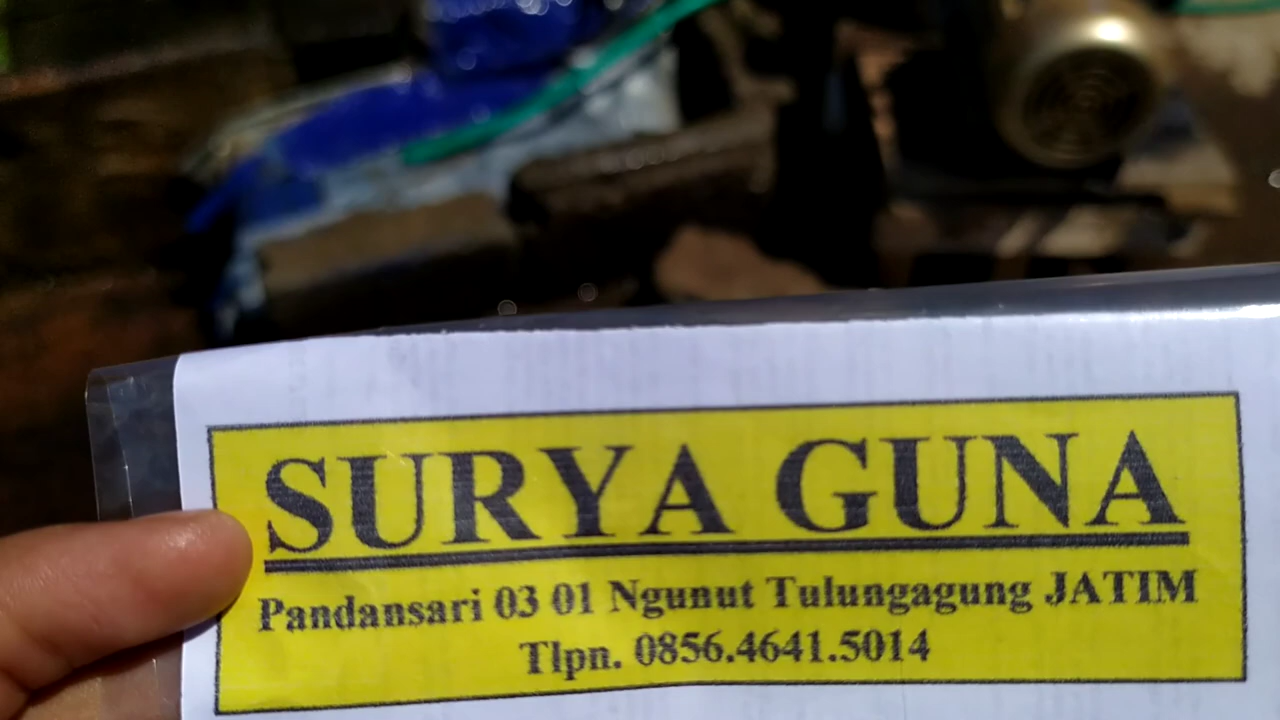 SURYA GUNA
Pandansari 03 01 Ngunut Tulungagung JATIM
Tlpn. 0856.4641.5014